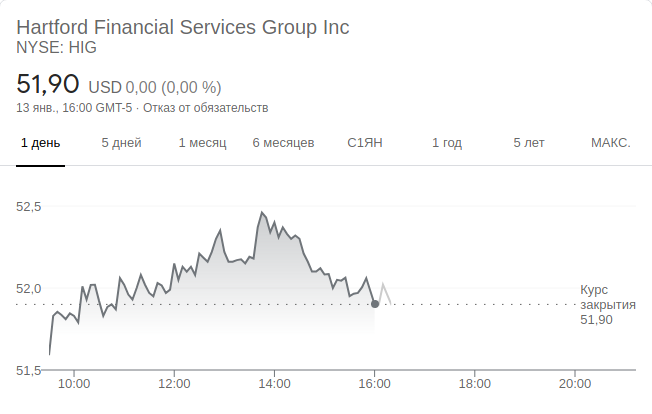 Hartford Financial Services Group Inc
NYSE: HIG
51,90 USD 0,00 (0,00 %)
13 янв., 16:00 GMT-5 · Отказ от обязательств
1 день 5 дней 1 месяц 6 месяцев С1ЯН 1 год 5 лет МАКС.
52,5
52,0
Курс
закрытия
51,90
51,5
10:00 12:00 14:00 16:00 18:00 20:00